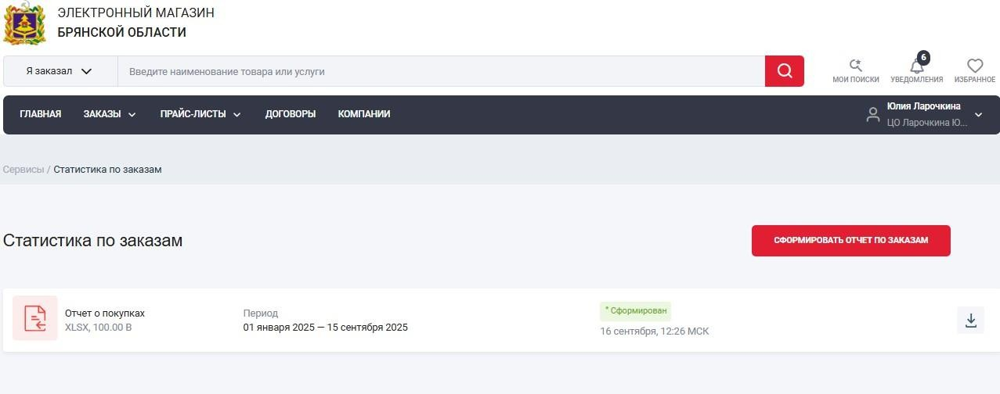 ЭЛЕКТРОННЫЙ МАГАЗИН
БРЯНСКОЙ ОБЛАСТИ
Я заказал
Введите наименование товара или услуги
МОИ ПОИСКИ
6
УВЕДОМЛЕНИЯ
ИЗБРАННОЕ
ГЛАВНАЯ
ЗАКАЗЫ
ПРАЙС-ЛИСТЫ
ДОГОВОРЫ
КОМПАНИИ
Юлия Ларочкина
ЦО Ларочкина Ю...
Сервисы / Статистика по заказам
Статистика по заказам
СФОРМИРОВАТЬ ОТЧЕТ ПО ЗАКАЗАМ
Отчет о покупках
XLSX, 100.00 B
Период
01 января 2025 — 15 сентября 2025
* Сформирован
16 сентября, 12:26 МСК